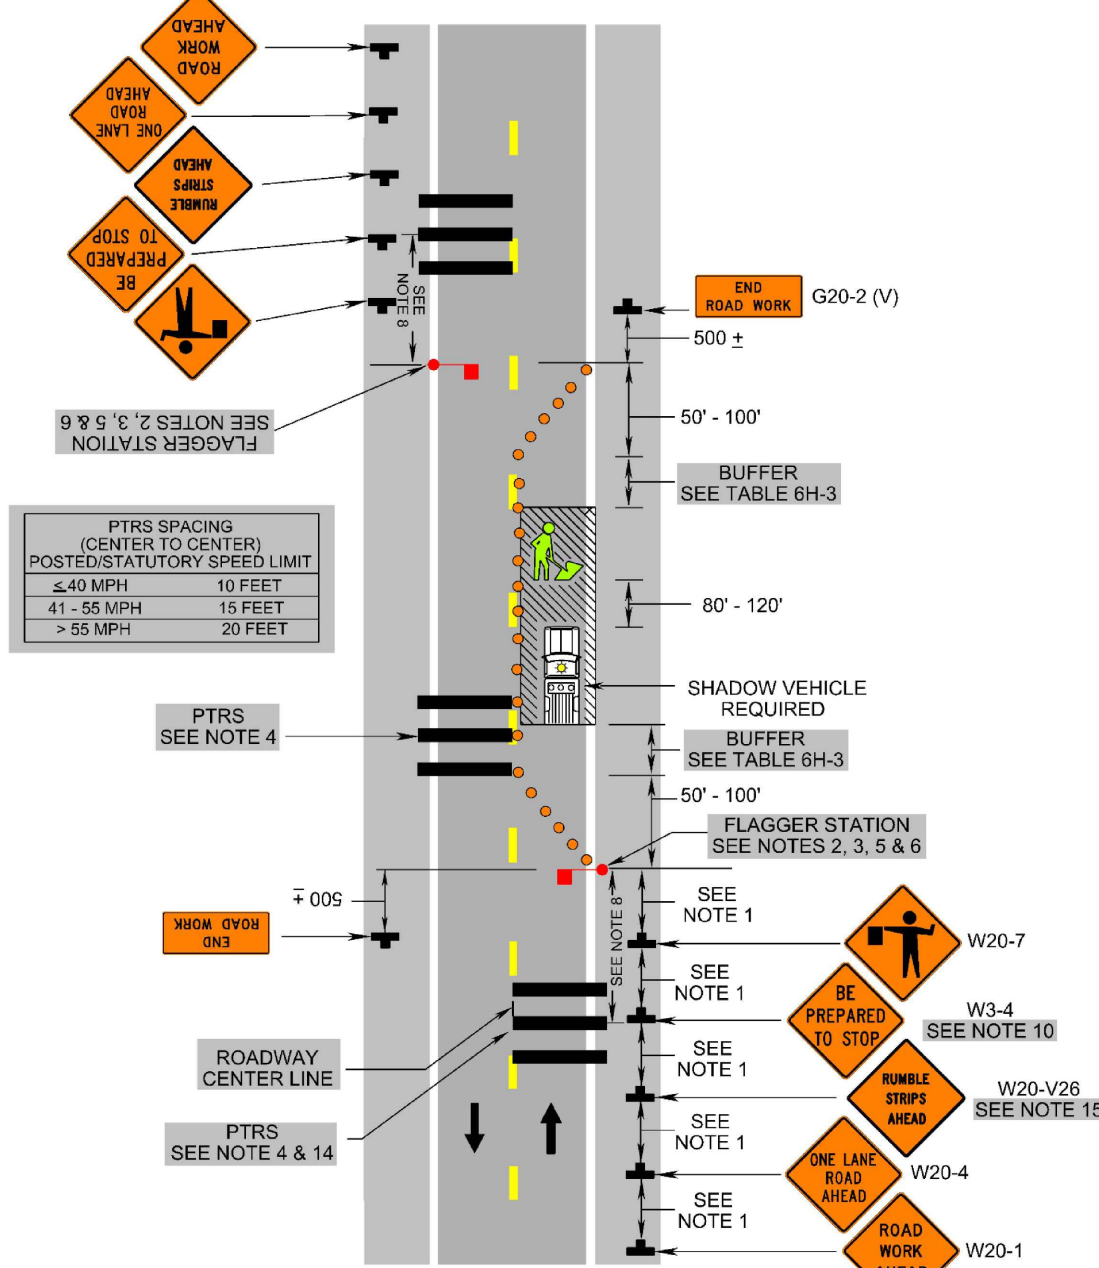 ROAD
WORK
AHEAD
ONE LANE
ROAD
AHEAD
RUMBLE
STRIPS
AHEAD
BE
PREPARED
TO STOP
SEE
NOTE 8
FLAGGER STATION
SEE NOTES 2, 3, 5 & 6
END
ROAD WORK
G20-2 (V)
500 ±
50' - 100'
BUFFER
SEE TABLE 6H-3
PTRS SPACING
(CENTER TO CENTER)
POSTED/STATUTORY SPEED LIMIT
≤40 MPH 10 FEET
41 - 55 MPH 15 FEET
> 55 MPH 20 FEET
80' - 120'
SHADOW VEHICLE
REQUIRED
PTRS
SEE NOTE 4
BUFFER
SEE TABLE 6H-3
50' - 100'
FLAGGER STATION
SEE NOTES 2, 3, 5 & 6
500 ±
END
ROAD WORK
SEE NOTE 8
SEE
NOTE 1
W20-7
SEE
NOTE 1
BE
PREPARED
TO STOP
W3-4
SEE NOTE 10
ROADWAY
CENTER LINE
SEE
NOTE 1
RUMBLE
STRIPS
AHEAD
W20-V26
SEE NOTE 15
PTRS
SEE NOTE 4 & 14
SEE
NOTE 1
ONE LANE
ROAD
AHEAD
W20-4
SEE
NOTE 1
ROAD
WORK
AHEAD
W20-1